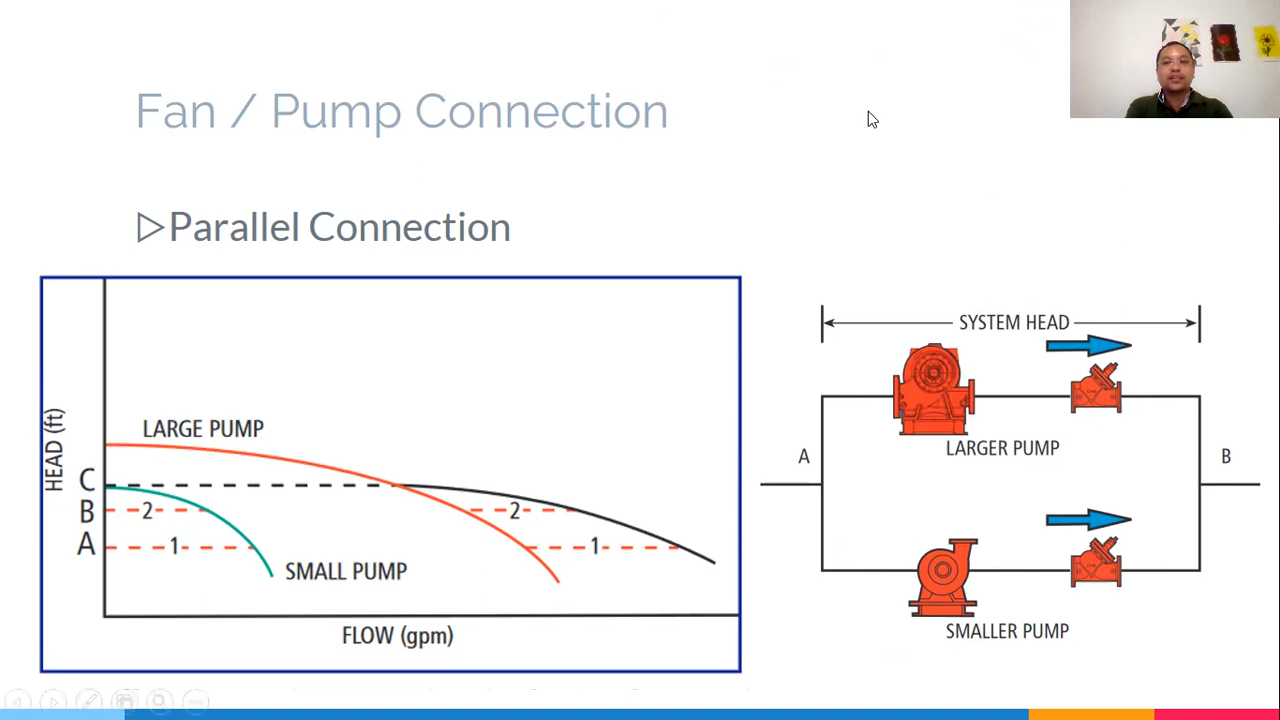 Fan / Pump Connection
▷Parallel Connection
HEAD (ft)
LARGE PUMP
C
B
A
2
1
2
1
SMALL PUMP
FLOW (gpm)
SYSTEM HEAD
LARGER PUMP
A
B
SMALLER PUMP